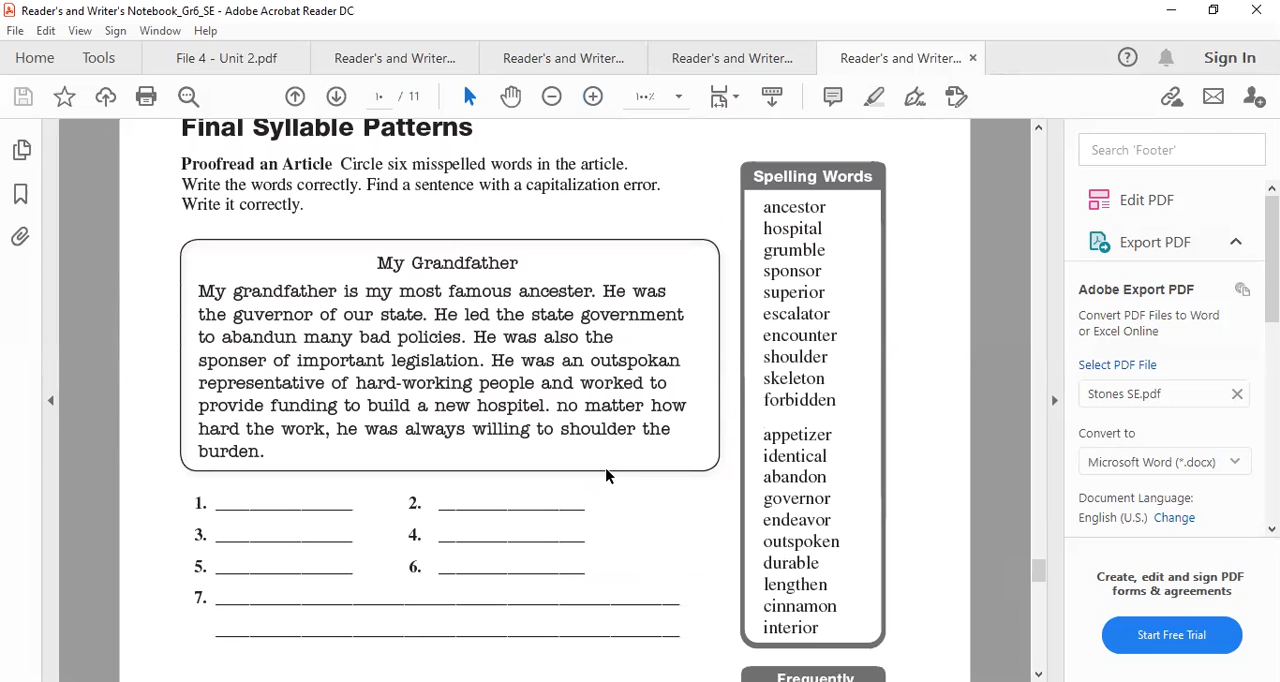 Reader's and Writer's Notebook_Gr6_SE - Adobe Acrobat Reader DC
File Edit View Sign Window Help
Home Tools File 4 - Unit 2.pdf Reader's and Writer... Reader's and Writer... Reader's and Writer... Reader's and Writer... × ? Sign In
/ 11
Final Syllable Patterns
Proofread an Article Circle six misspelled words in the article.
Write the words correctly. Find a sentence with a capitalization error.
Write it correctly.
My Grandfather
My grandfather is my most famous ancester. He was
the guvernor of our state. He led the state government
to abandun many bad policies. He was also the
sponser of important legislation. He was an outspokan
representative of hard-working people and worked to
provide funding to build a new hospitel. no matter how
hard the work, he was always willing to shoulder the
burden.
1. 2.
3. 4.
5. 6.
7.
Spelling Words
ancestor
hospital
grumble
sponsor
superior
escalator
encounter
shoulder
skeleton
forbidden
appetizer
identical
abandon
governor
endeavor
outspoken
durable
lengthen
cinnamon
interior
Frequently
Search 'Footer'
Edit PDF
Export PDF
Adobe Export PDF
Convert PDF Files to Word
or Excel Online
Select PDF File
Stones SE.pdf
Convert to
Microsoft Word (*.docx)
Document Language:
English (U.S.) Change
Create, edit and sign PDF
forms & agreements
Start Free Trial